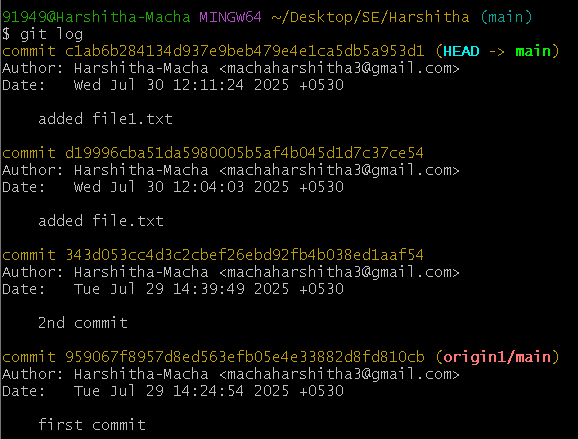 91949@Harshitha-Macha MINGW64 ~/Desktop/SE/Harshitha (main)
$ git log
commit c1ab6b284134d937e9beb479e4e1ca5db5a953d1 (HEAD -> main)
Author: Harshitha-Macha <machaharshitha3@gmail.com>
Date:   Wed Jul 30 12:11:24 2025 +0530

    added file1.txt

commit d19996cba51da5980005b5af4b045d1d7c37ce54
Author: Harshitha-Macha <machaharshitha3@gmail.com>
Date:   Wed Jul 30 12:04:03 2025 +0530

    added file.txt

commit 343d053cc4d3c2cbef26ebd92fb4b038ed1aaf54
Author: Harshitha-Macha <machaharshitha3@gmail.com>
Date:   Tue Jul 29 14:39:49 2025 +0530

    2nd commit

commit 959067f8957d8ed563efb05e4e33882d8fd810cb (origin1/main)
Author: Harshitha-Macha <machaharshitha3@gmail.com>
Date:   Tue Jul 29 14:24:54 2025 +0530

    first commit